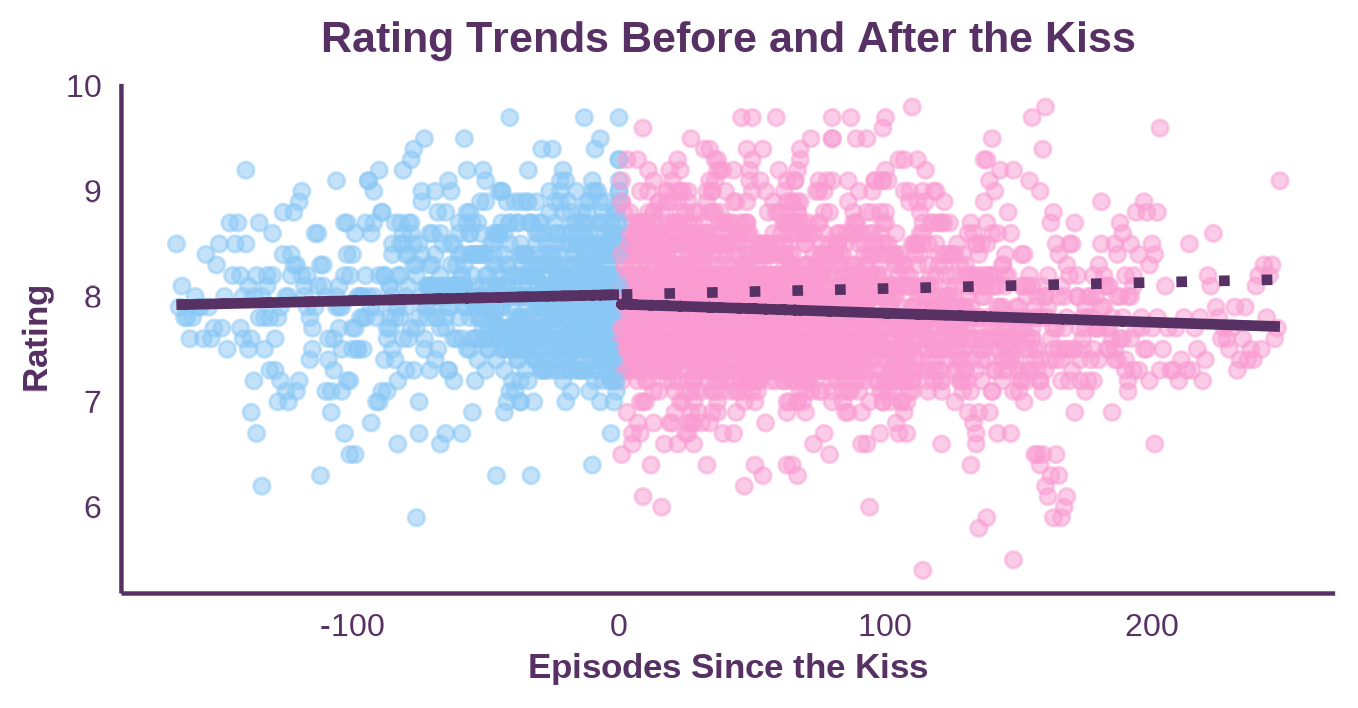 Rating Trends Before and After the Kiss
10
9
8
7
6
Rating
-100 0 100 200
Episodes Since the Kiss